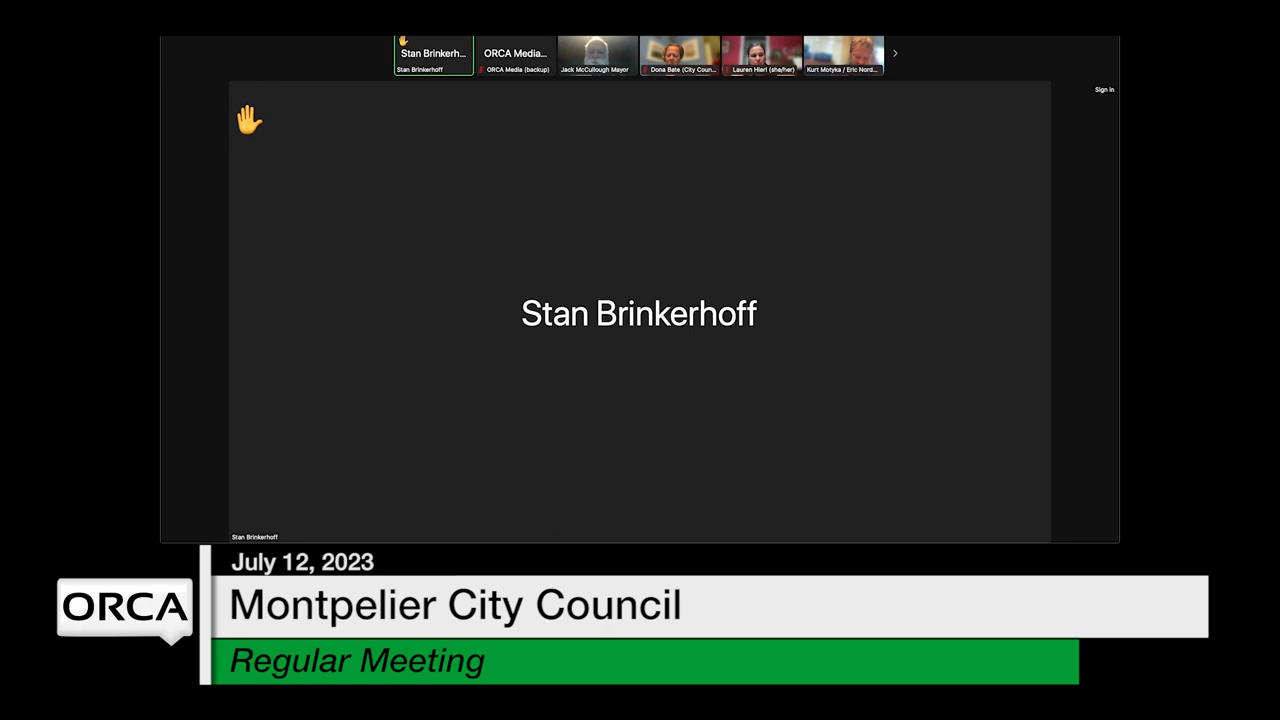 Stan Brinkerh...
ORCA Media...
Stan Brinkerhoff
ORCA Media (backup)
Jack McCullough Mayor
Dona Bate (City Coun...
Lauren Hierl (she/her)
Kurt Motyka / Eric Nord...
Sign in
Stan Brinkerhoff
Stan Brinkerhoff
July 12, 2023
ORCA
Montpelier City Council
Regular Meeting